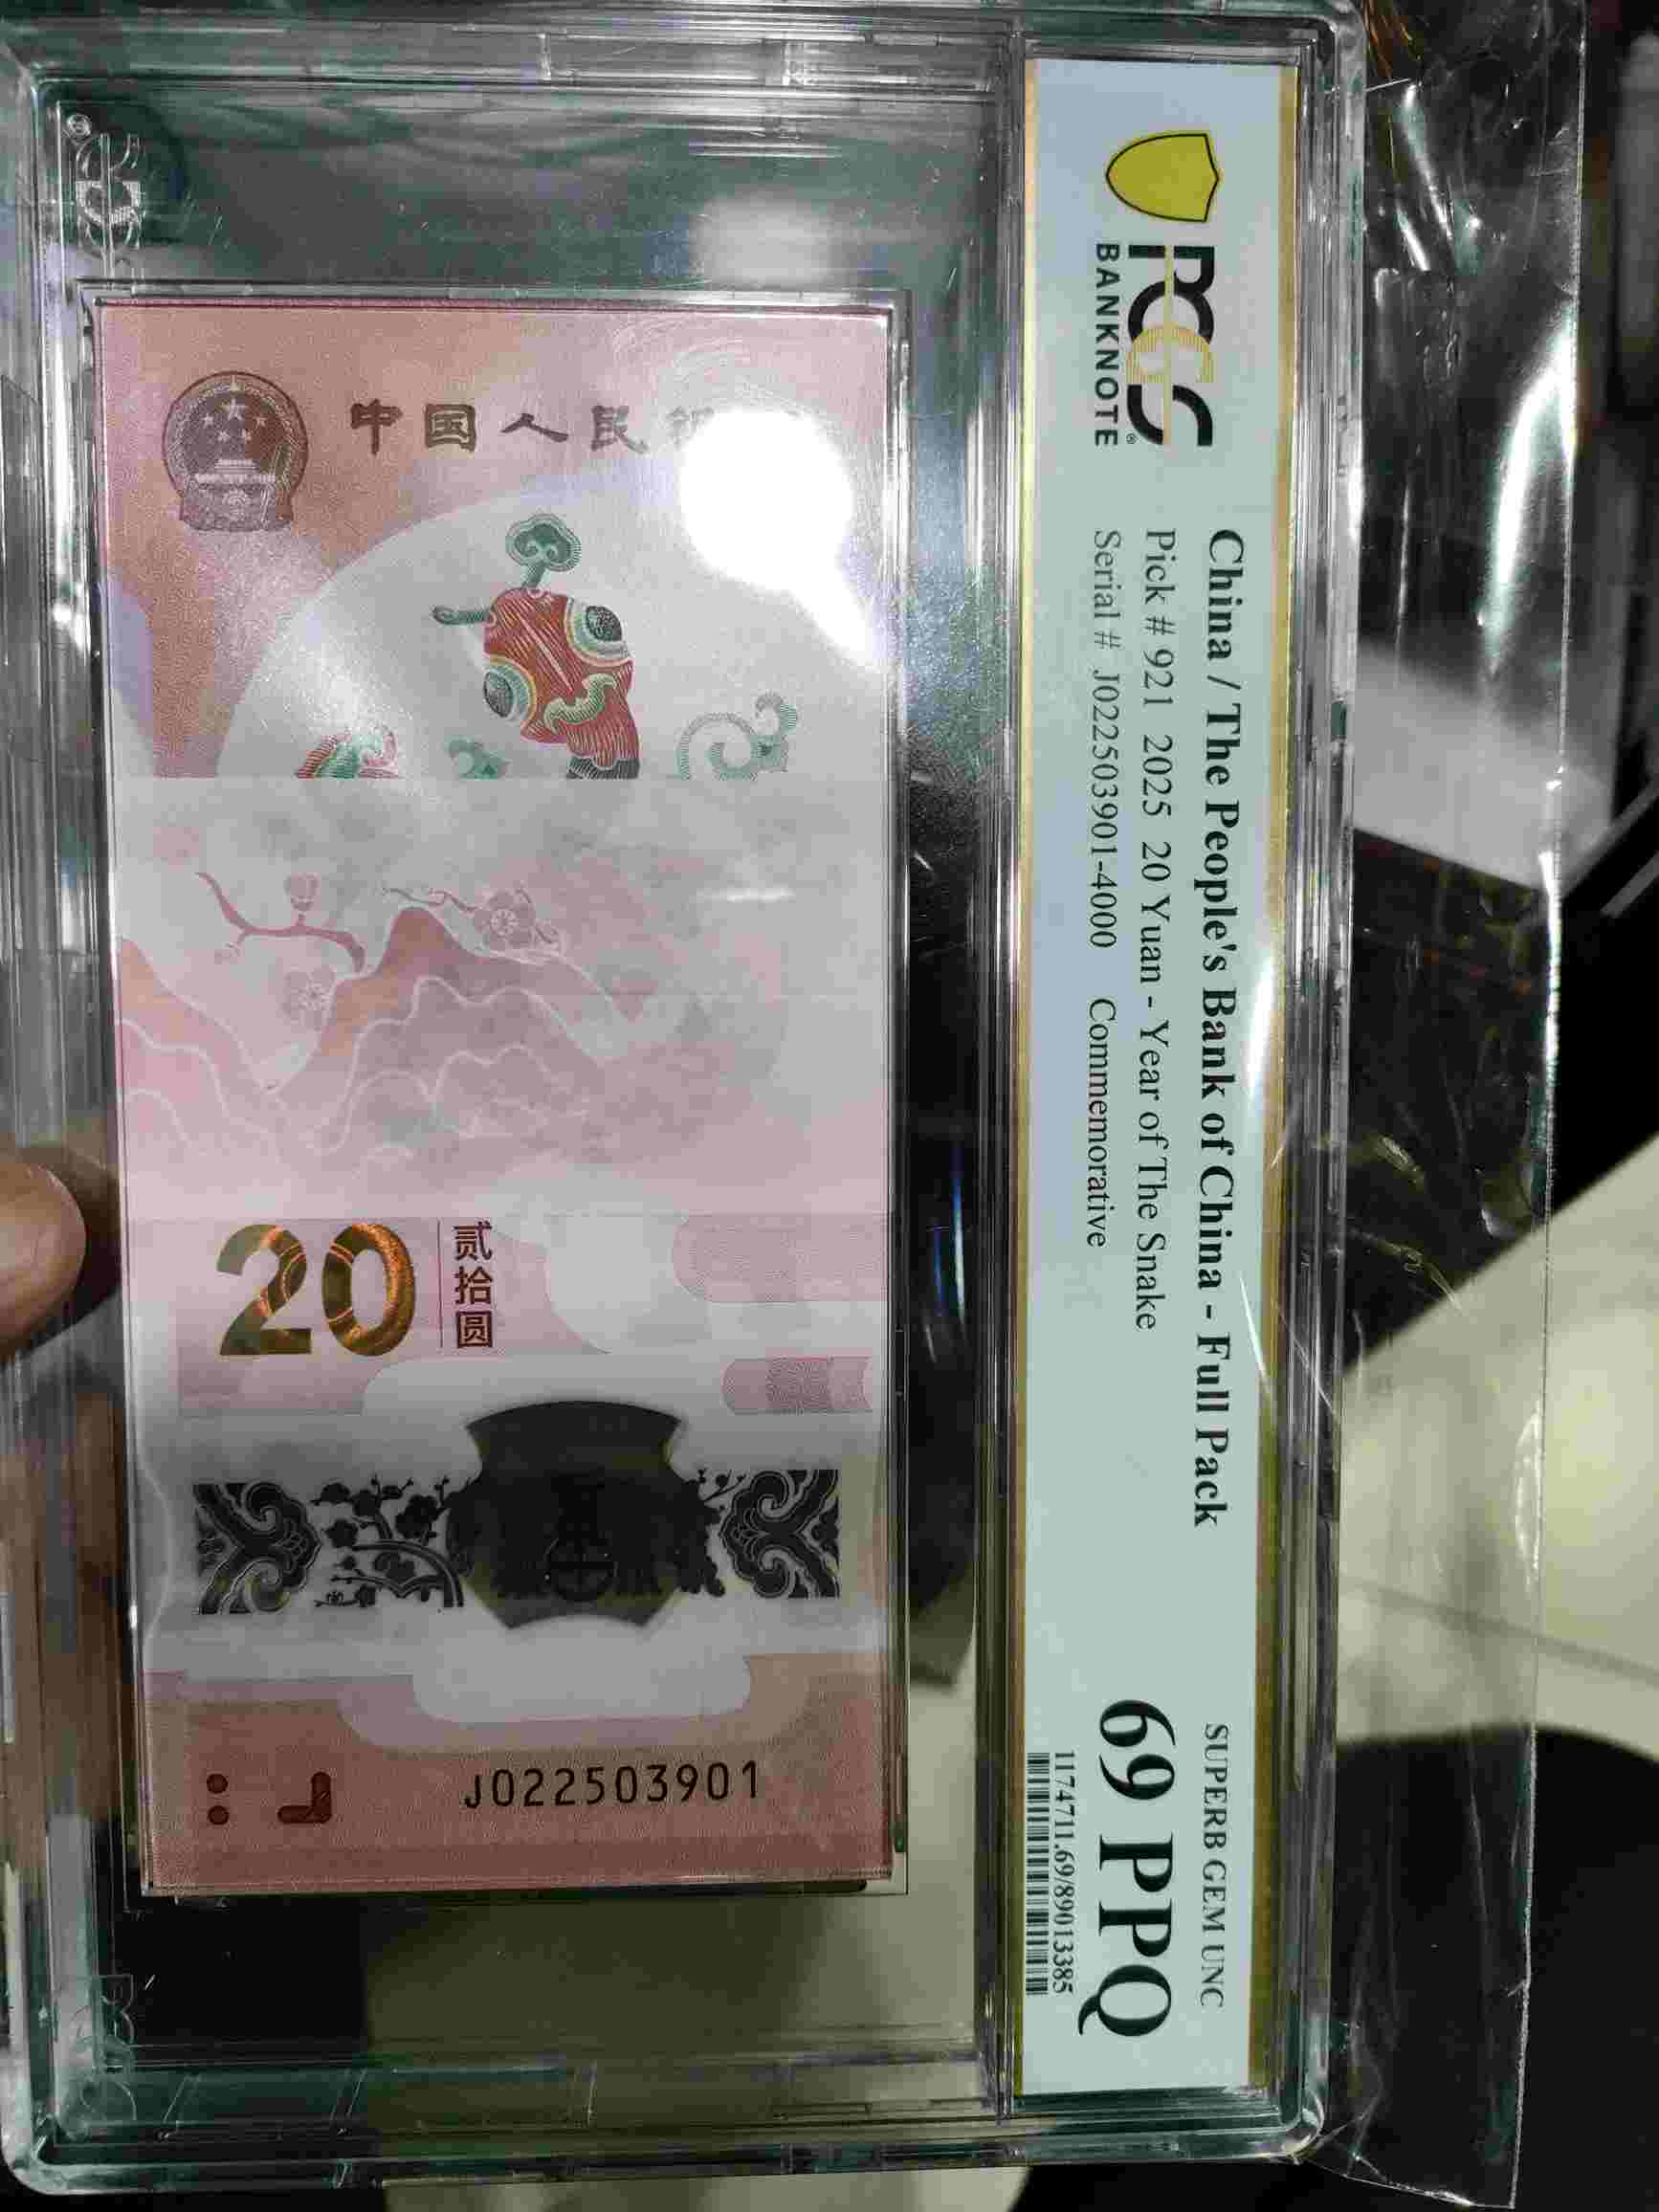 PCGS
BANKNOTE
China / The People's Bank of China - Full Pack
Pick # 921 2025 20 Yuan - Year of The Snake
Serial # J022503901-4000 Commemorative
SUPERB GEM UNC
69 PPQ
1174711.69/89013385
中国人民
20
贰拾圆
J022503901